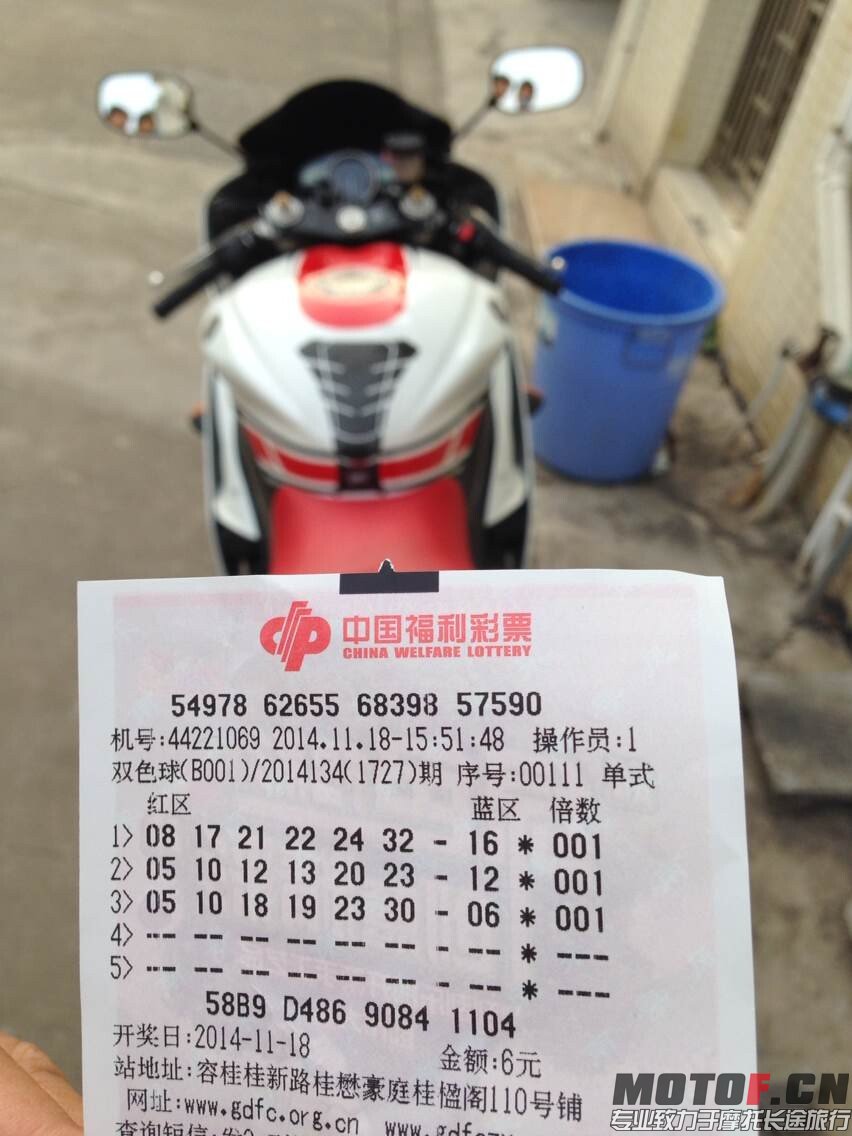 中国福利彩票
CHINA WELFARE LOTTERY
54978 62655 68398 57590
机号:44221069 2014.11.18-15:51:48 操作员:1
双色球(B001)/2014134(1727)期 序号:00111 单式
红区 蓝区 倍数
1> 08 17 21 22 24 32 - 16 * 001
2> 05 10 12 13 20 23 - 12 * 001
3> 05 10 18 19 23 30 - 06 * 001
4> -- -- -- -- -- -- - -- * ---
5> -- -- -- -- -- -- - -- * ---
58B9 D486 9084 1104
开奖日:2014-11-18 金额:6元
站地址:容桂桂新路桂懋豪庭桂楹阁110号铺
网址:www.gdfc.org.cn
查询短信:发
MOTOF.CN
专业致力于摩托长途旅行